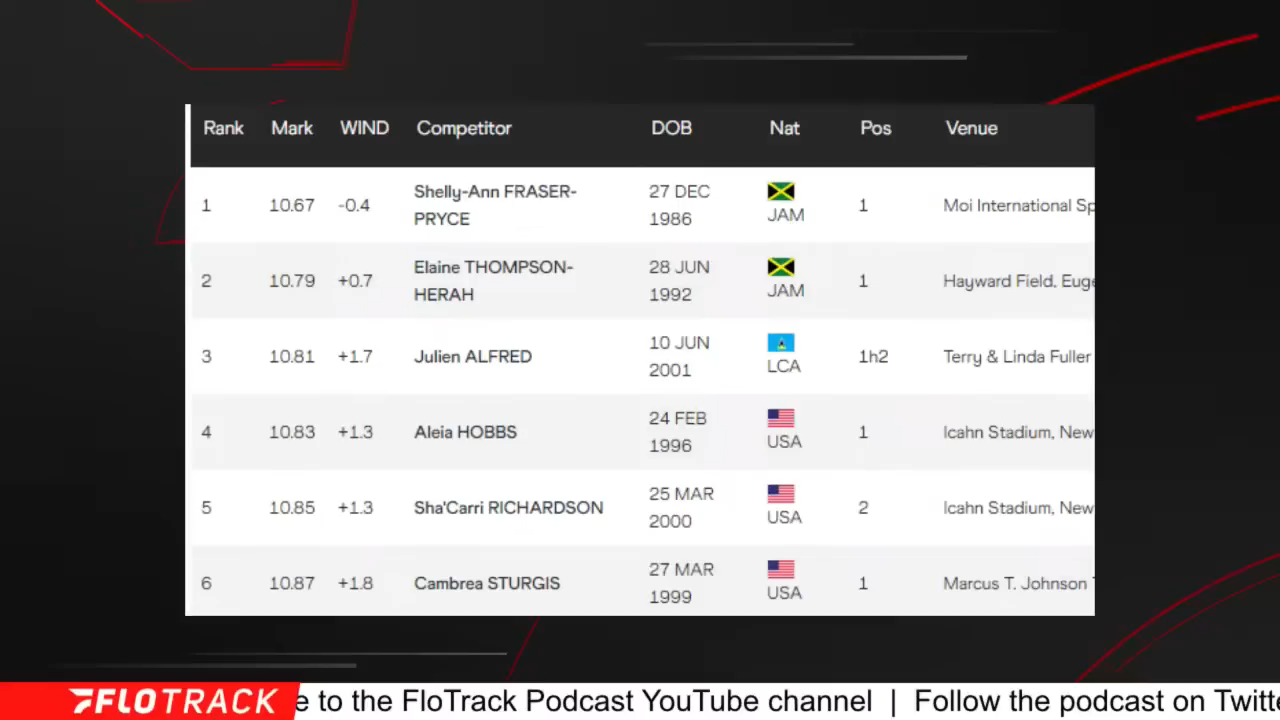 Rank Mark WIND Competitor DOB Nat Pos Venue
1 10.67 -0.4 Shelly-Ann FRASER-PRYCE 27 DEC 1986 JAM 1 Moi International Sp
2 10.79 +0.7 Elaine THOMPSON-HERAH 28 JUN 1992 JAM 1 Hayward Field, Euge
3 10.81 +1.7 Julien ALFRED 10 JUN 2001 LCA 1h2 Terry & Linda Fuller
4 10.83 +1.3 Aleia HOBBS 24 FEB 1996 USA 1 Icahn Stadium, New
5 10.85 +1.3 Sha'Carri RICHARDSON 25 MAR 2000 USA 2 Icahn Stadium, New
6 10.87 +1.8 Cambrea STURGIS 27 MAR 1999 USA 1 Marcus T. Johnson
FLOTRACK e to the FloTrack Podcast YouTube channel | Follow the podcast on Twitte